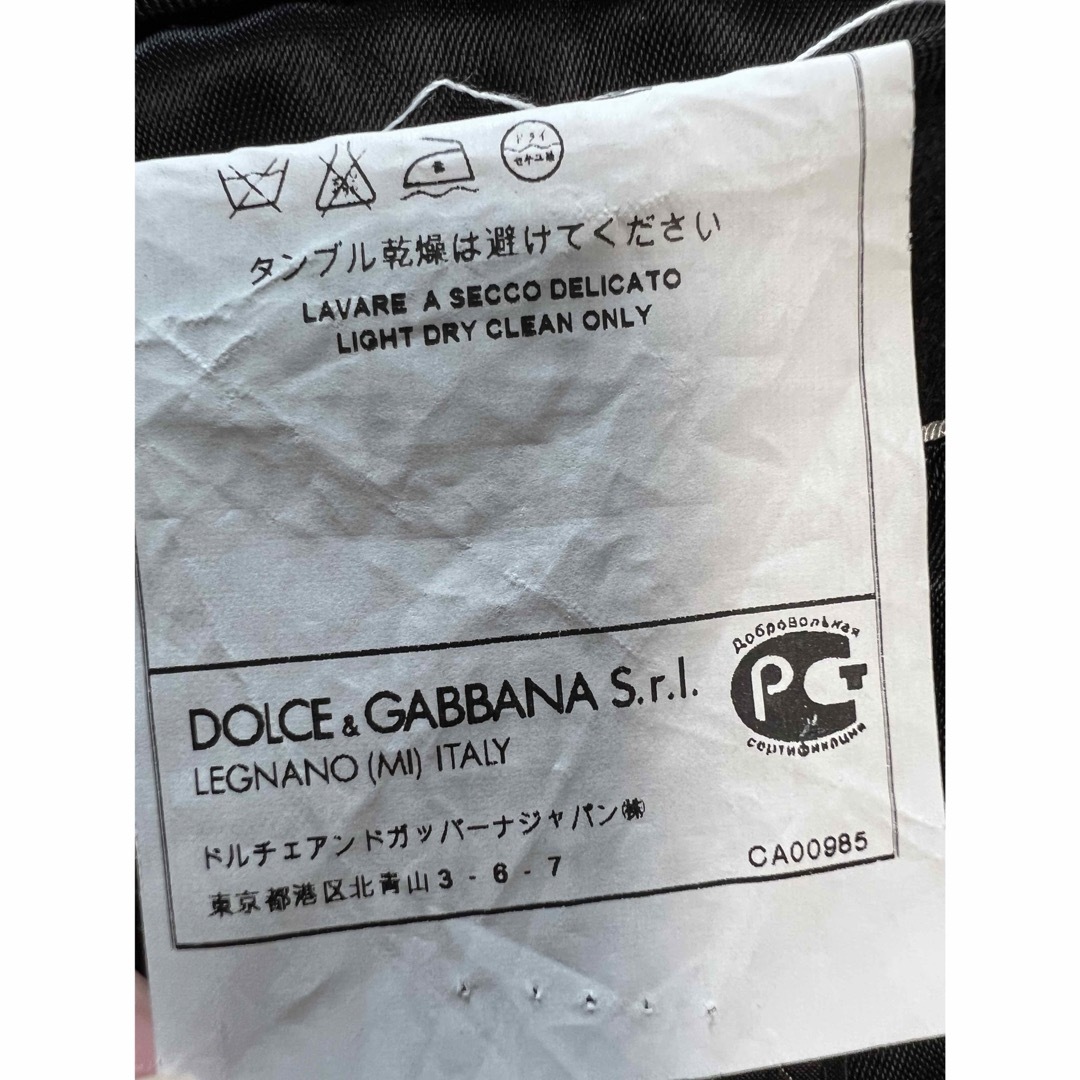 ドライ
セキユ系
タンブル乾燥は避けてください
LAVARE A SECCO DELICATO
LIGHT DRY CLEAN ONLY
Добровольная
РСТ
сертификация
DOLCE & GABBANA S.r.l.
LEGNANO (MI) ITALY
ドルチェアンドガッバーナジャパン㈱
東京都港区北青山3-6-7
CA00985